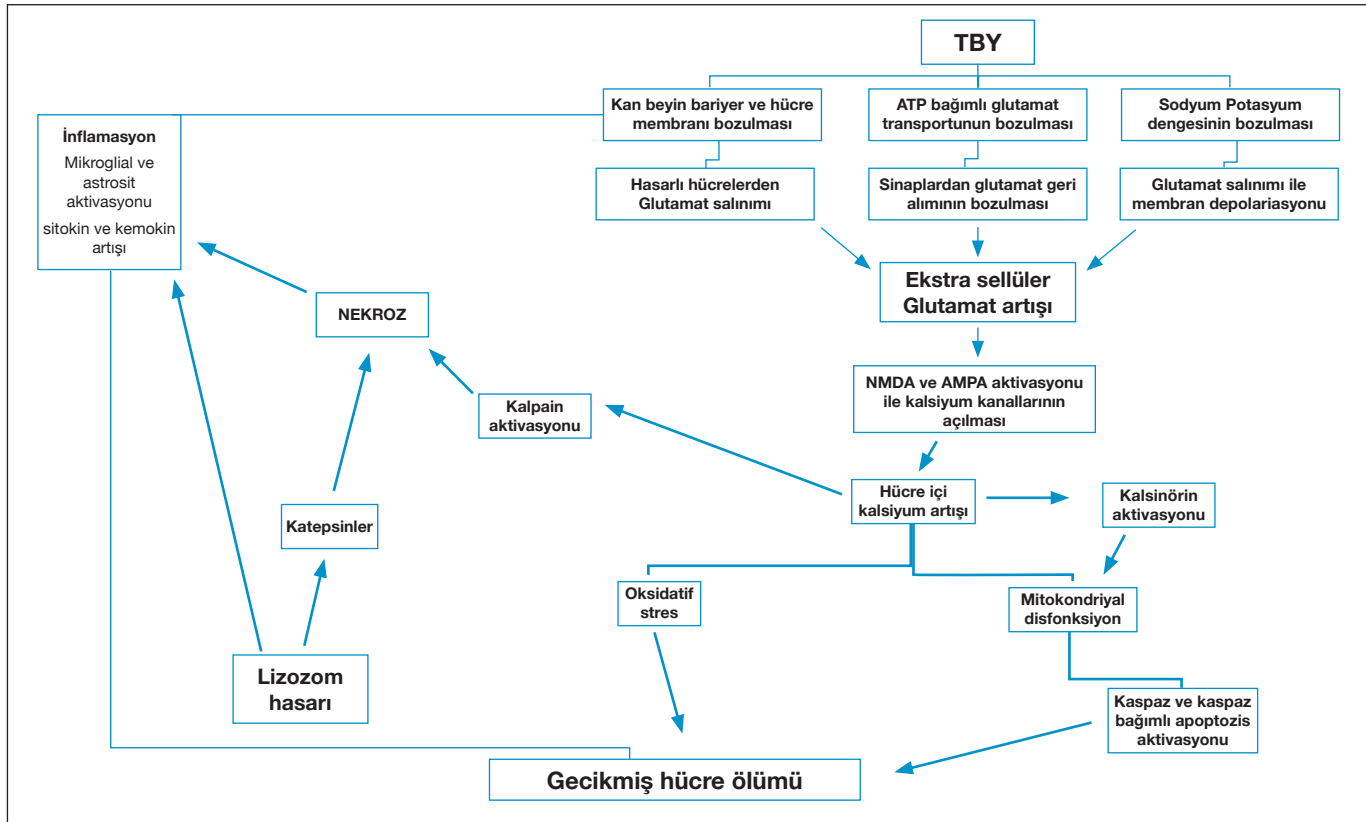 TBY
Kan beyin bariyer ve hücre
membranı bozulması
ATP bağımlı glutamat
transportunun bozulması
Sodyum Potasyum
dengesinin bozulması
İnflamasyon
Mikroglial ve
astrosit
aktivasyonu
sitokin ve kemokin
artışı
Hasarlı hücrelerden
Glutamat salınımı
Sinaplardan glutamat geri
alımının bozulması
Glutamat salınımı ile
membran depolariasyonu
Ekstra sellüler
Glutamat artışı
NEKROZ
NMDA ve AMPA aktivasyonu
ile kalsiyum kanallarının
açılması
Kalpain
aktivasyonu
Hücre içi
kalsiyum artışı
Kalsinörin
aktivasyonu
Katepsinler
Oksidatif
stres
Mitokondriyal
disfonksiyon
Lizozom
hasarı
Kaspaz ve kaspaz
bağımlı apoptozis
aktivasyonu
Gecikmiş hücre ölümü